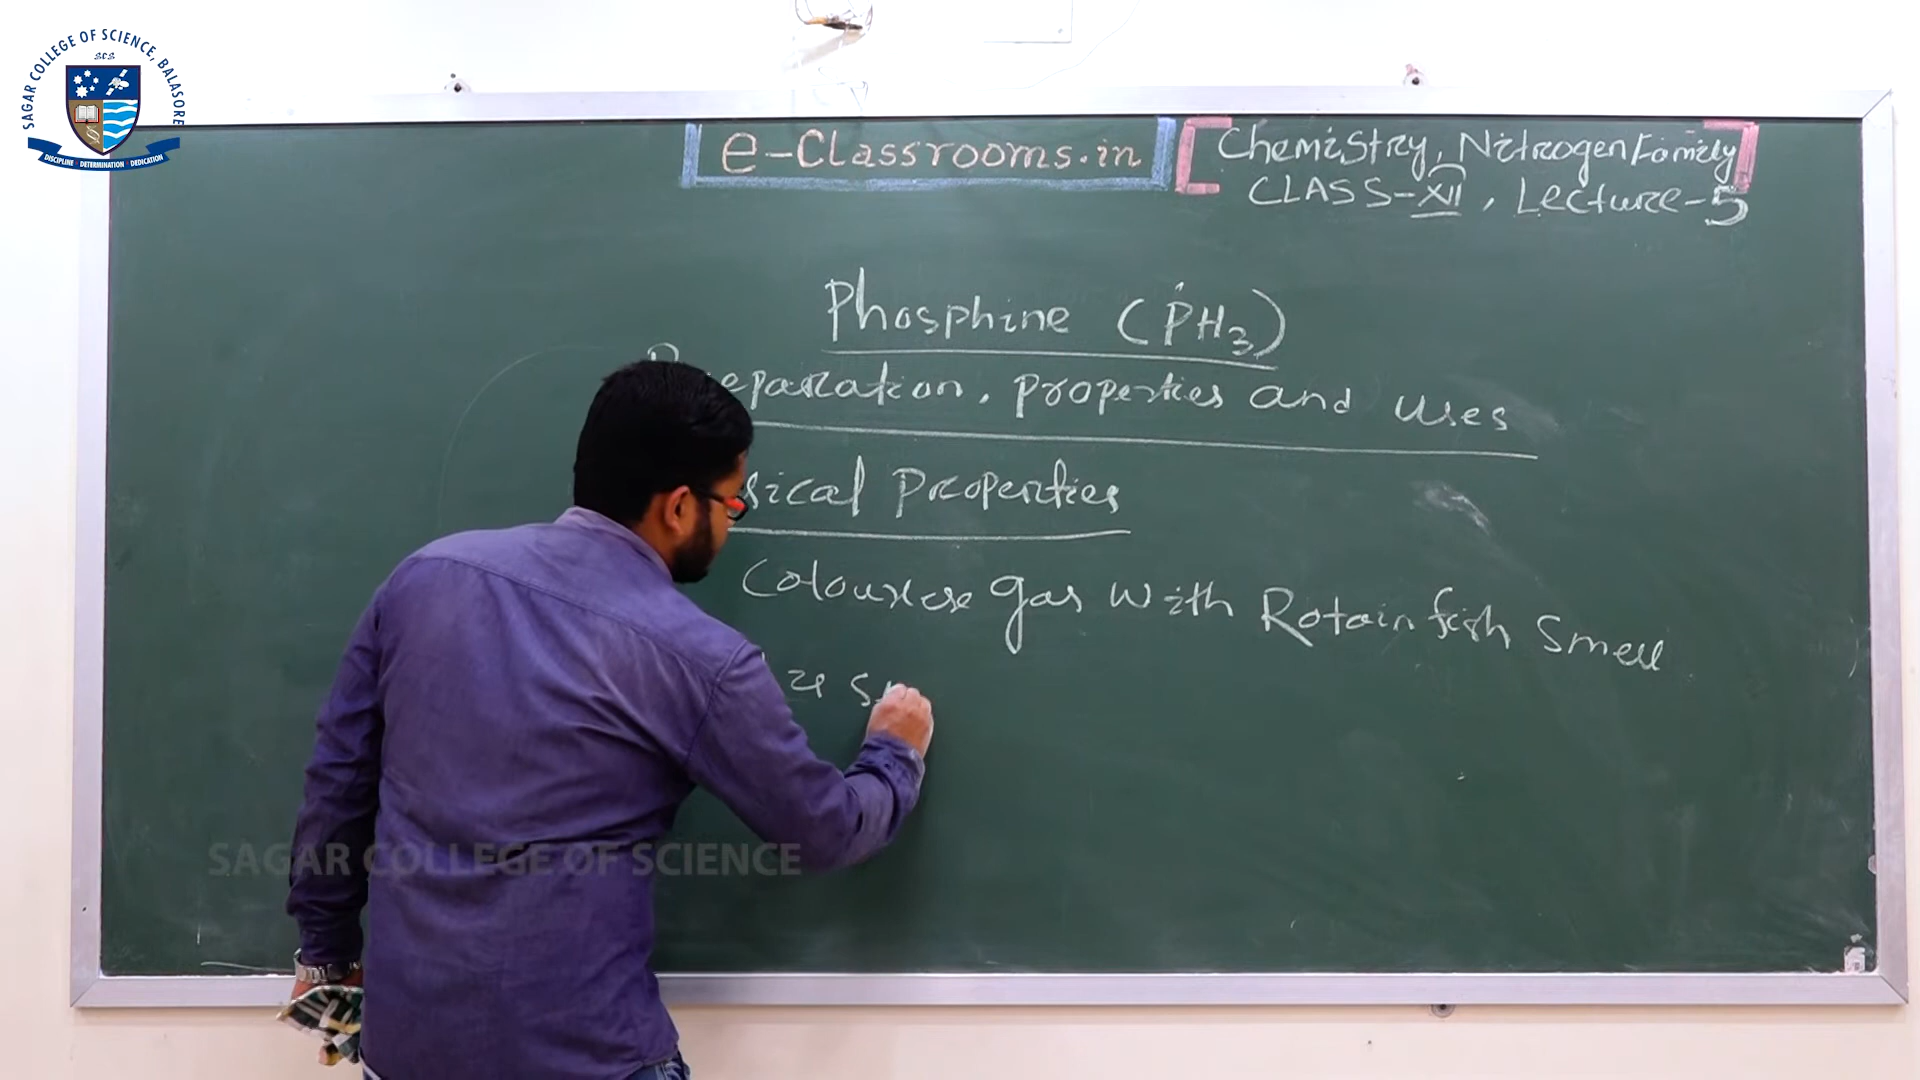 SAGAR COLLEGE OF SCIENCE, BALASORE
SCS
DISCIPLINE DETERMINATION DEDICATION
e-Classrooms.in
Chemistry, Nitrogen Family
CLASS-XII, Lecture-5
Phosphine (PH3)
eparation, properties and uses
sical Properties
Colourless gas with Rotain fish Smell
SAGAR COLLEGE OF SCIENCE